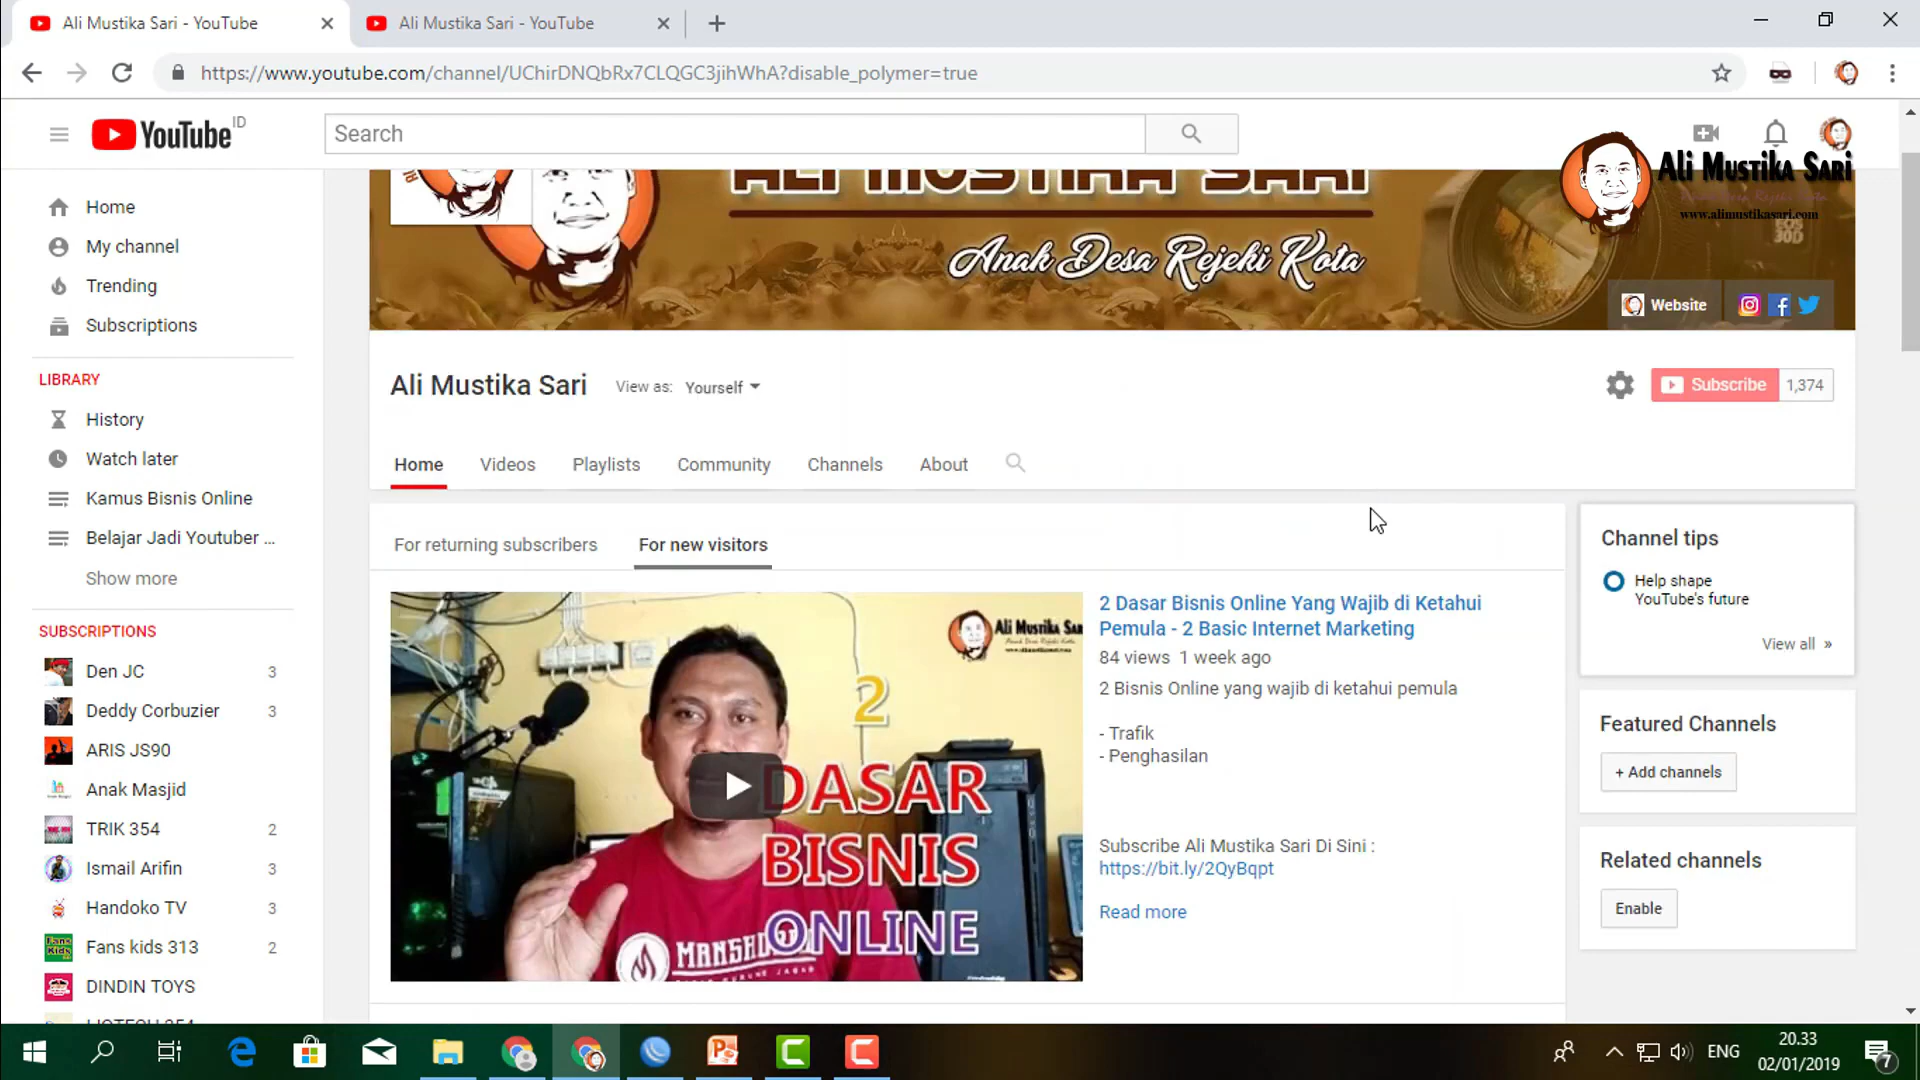 Ali Mustika Sari - YouTube
Ali Mustika Sari - YouTube
https://www.youtube.com/channel/UChirDNQbRx7CLQGC3jihWhA?disable_polymer=true
YouTube ID
Search
Ali Mustika Sari
www.alimustikasari.com
ALI MUSTIKA SARI
Anak Desa Rejeki Kota
EOS
30D
Website
Home
My channel
Trending
Subscriptions
LIBRARY
History
Watch later
Kamus Bisnis Online
Belajar Jadi Youtuber ...
Show more
SUBSCRIPTIONS
Den JC 3
Deddy Corbuzier 3
ARIS JS90
Anak Masjid
TRIK 354 2
Ismail Arifin 3
Handoko TV 3
Fans kids 313 2
DINDIN TOYS
Ali Mustika Sari View as: Yourself
Subscribe 1,374
Home Videos Playlists Community Channels About
For returning subscribers For new visitors
2
DASAR
BISNIS
ONLINE
2 Dasar Bisnis Online Yang Wajib di Ketahui
Pemula - 2 Basic Internet Marketing
84 views 1 week ago
2 Bisnis Online yang wajib di ketahui pemula
- Trafik
- Penghasilan
Subscribe Ali Mustika Sari Di Sini :
https://bit.ly/2QyBqpt
Read more
Channel tips
Help shape
YouTube's future
View all »
Featured Channels
+ Add channels
Related channels
Enable
ENG
20.33
02/01/2019
7